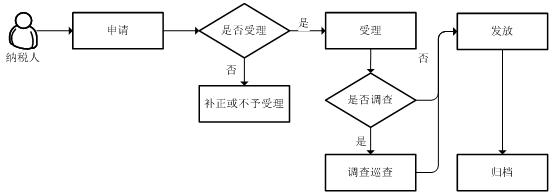 纳税人
申请
是否受理
是
受理
否
发放
否
补正或不予受理
是否调查
是
调查巡查
归档